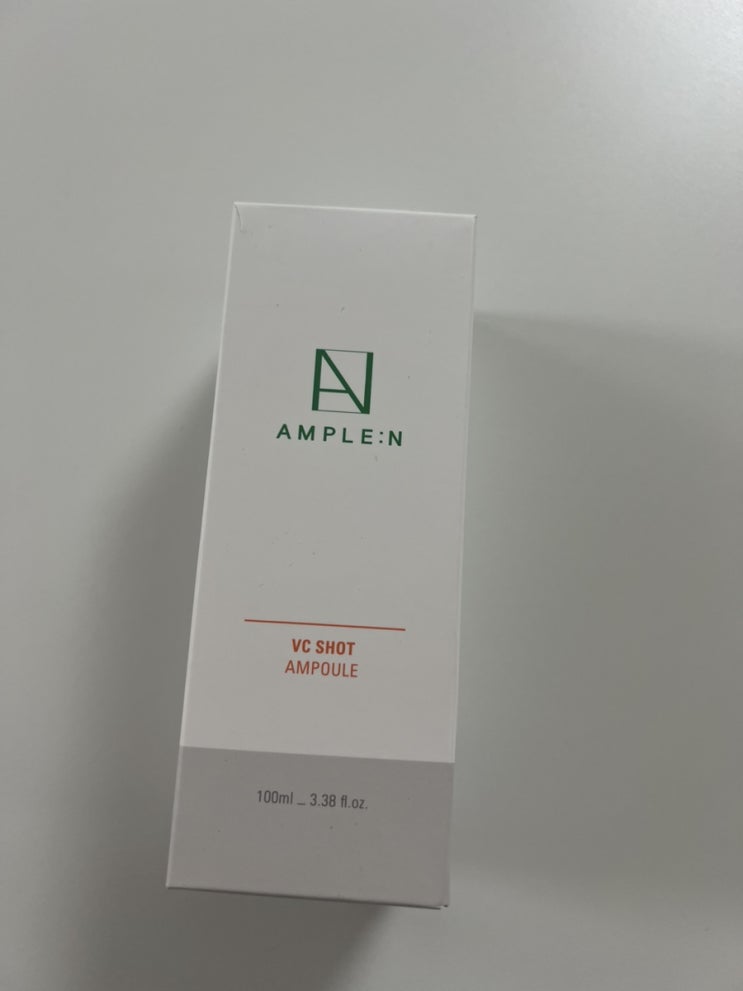 AMPLE:N
VC SHOT
AMPOULE
100ml _ 3.38 fl.oz.